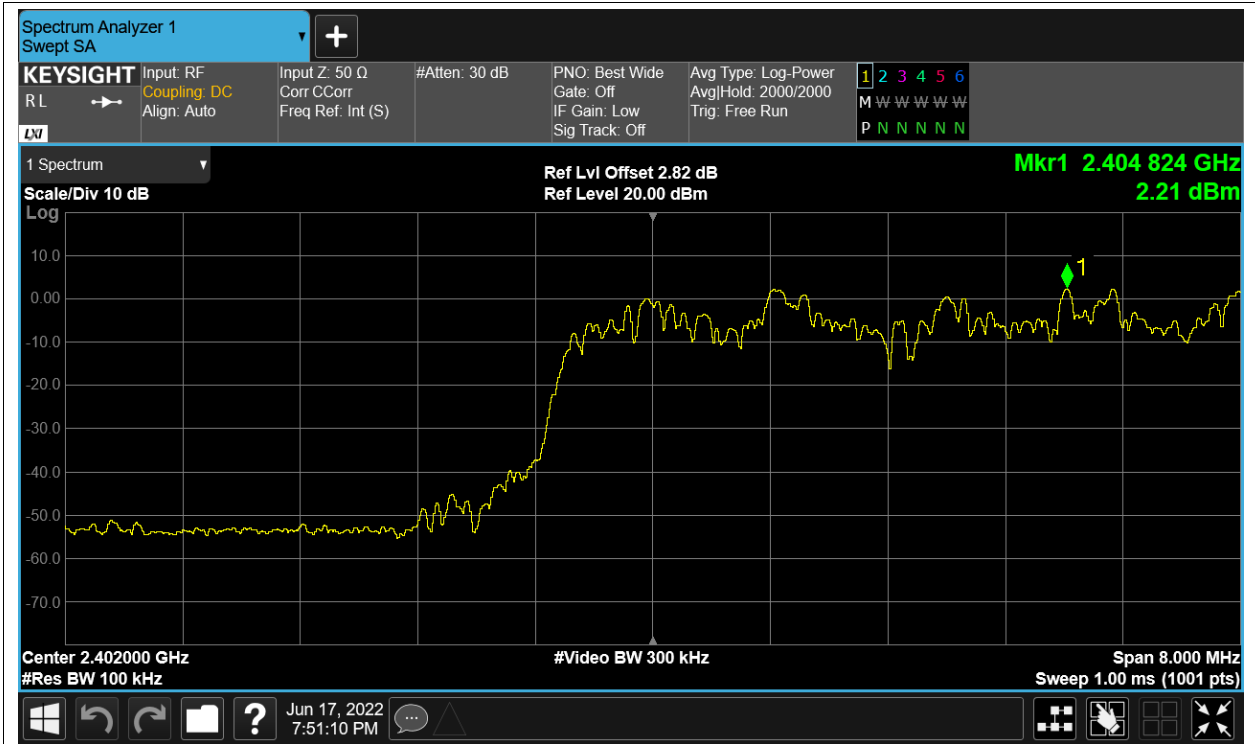 Spectrum Analyzer 1
Swept SA
KEYSIGHT
R L
LXI
Input: RF
Coupling: DC
Align: Auto
Input Z: 50 Ω
Corr CCorr
Freq Ref: Int (S)
#Atten: 30 dB
PNO: Best Wide
Gate: Off
IF Gain: Low
Sig Track: Off
Avg Type: Log-Power
Avg|Hold: 2000/2000
Trig: Free Run
1 2 3 4 5 6
M W W W W W
P N N N N N
1 Spectrum
Scale/Div 10 dB
Ref Lvl Offset 2.82 dB
Ref Level 20.00 dBm
Mkr1 2.404 824 GHz
2.21 dBm
Log
10.0
0.00
-10.0
-20.0
-30.0
-40.0
-50.0
-60.0
-70.0
1
Center 2.402000 GHz
#Res BW 100 kHz
#Video BW 300 kHz
Span 8.000 MHz
Sweep 1.00 ms (1001 pts)
?
Jun 17, 2022
7:51:10 PM